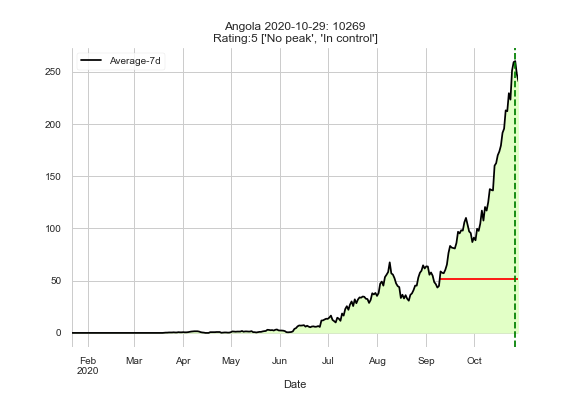 Angola 2020-10-29: 10269
Rating:5 ['No peak', 'In control']
Average-7d
250
200
150
100
50
0
Feb Mar Apr May Jun Jul Aug Sep Oct
2020
Date